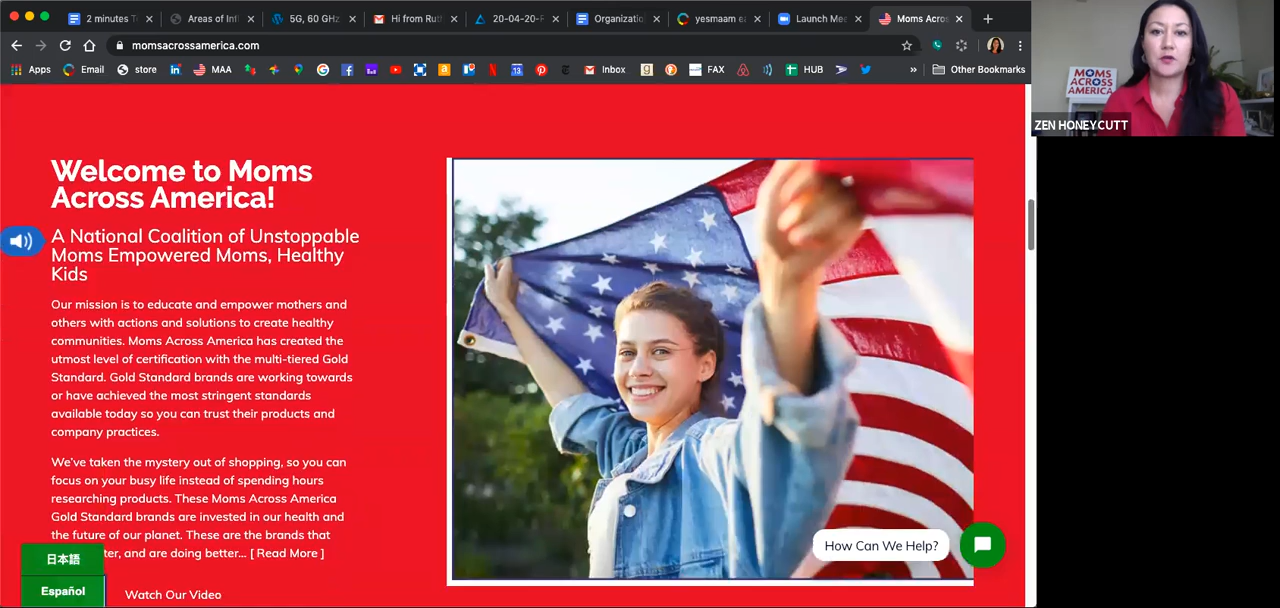 2 minutes T
Areas of Inf
5G, 60 GHz
Hi from Rut
20-04-20-
Organizatio
yesmaam ea
Launch Mee
Moms Acros
momsacrossamerica.com
Apps
Email
store
MAA
Inbox
FAX
HUB
Other Bookmarks
MOMS
ACROSS
AMERICA
ZEN HONEYCUTT
Welcome to Moms
Across America!
A National Coalition of Unstoppable
Moms Empowered Moms, Healthy
Kids
Our mission is to educate and empower mothers and
others with actions and solutions to create healthy
communities. Moms Across America has created the
utmost level of certification with the multi-tiered Gold
Standard. Gold Standard brands are working towards
or have achieved the most stringent standards
available today so you can trust their products and
company practices.
We've taken the mystery out of shopping, so you can
focus on your busy life instead of spending hours
researching products. These Moms Across America
Gold Standard brands are invested in our health and
the future of our planet. These are the brands that
ter, and are doing better... [ Read More ]
日本語
Español
Watch Our Video
How Can We Help?